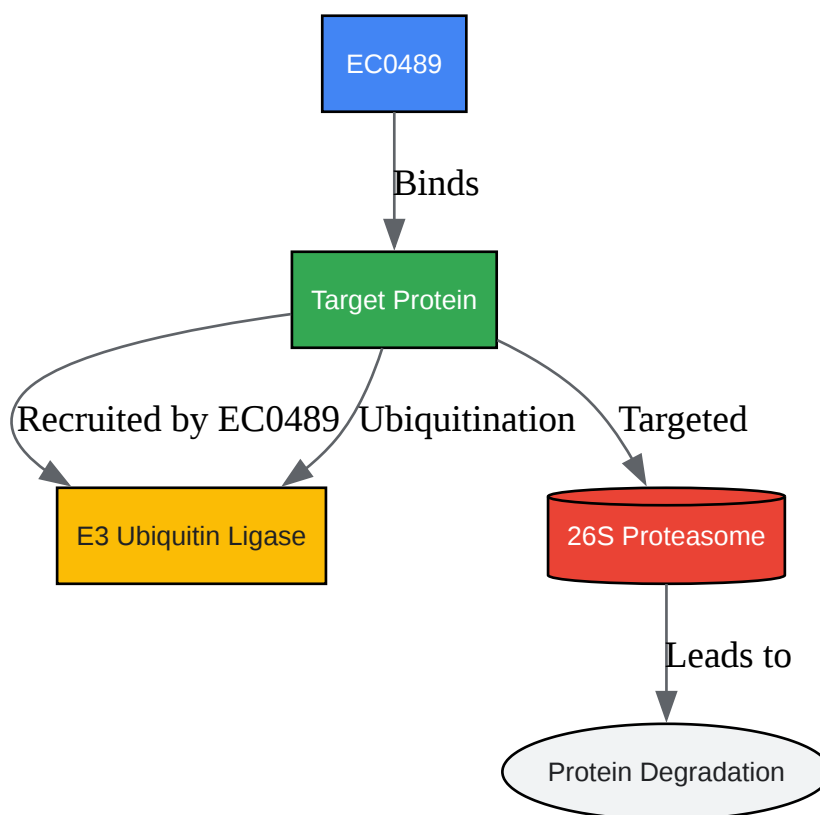 EC0489
Binds
Target Protein
Recruited by EC0489
Ubiquitination
Targeted
E3 Ubiquitin Ligase
26S Proteasome
Leads to
Protein Degradation